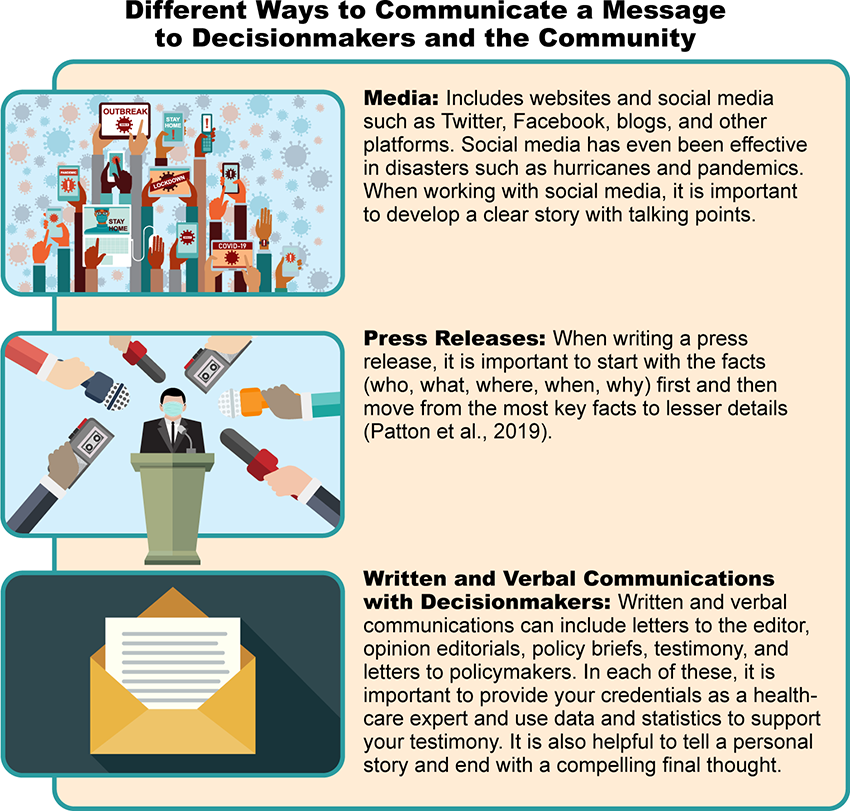 Different Ways to Communicate a Message
to Decisionmakers and the Community
OUTBREAK
STAY
HOME
LOCKDOWN
STAY
HOME
COVID-19
Media: Includes websites and social media
such as Twitter, Facebook, blogs, and other
platforms. Social media has even been effective
in disasters such as hurricanes and pandemics.
When working with social media, it is important
to develop a clear story with talking points.
Press Releases: When writing a press
release, it is important to start with the facts
(who, what, where, when, why) first and then
move from the most key facts to lesser details
(Patton et al., 2019).
Written and Verbal Communications
with Decisionmakers: Written and verbal
communications can include letters to the editor,
opinion editorials, policy briefs, testimony, and
letters to policymakers. In each of these, it is
important to provide your credentials as a health-
care expert and use data and statistics to support
your testimony. It is also helpful to tell a personal
story and end with a compelling final thought.